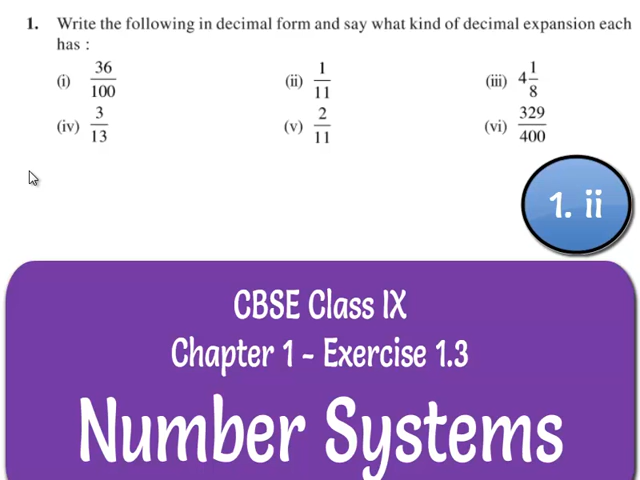 1. Write the following in decimal form and say what kind of decimal expansion each
has :
(i) 36/100 (ii) 1/11 (iii) 4 1/8
(iv) 3/13 (v) 2/11 (vi) 329/400
1. ii
CBSE Class IX
Chapter 1 - Exercise 1.3
Number Systems